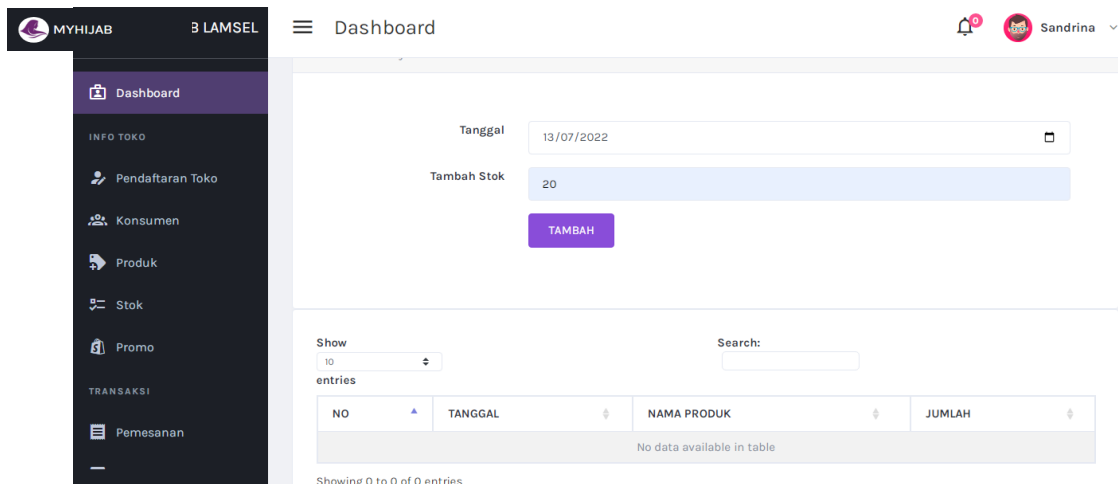 MYHIJAB
B LAMSEL
Dashboard
0
Sandrina
Dashboard
INFO TOKO
Pendaftaran Toko
Konsumen
Produk
Stok
Promo
TRANSAKSI
Pemesanan
Tanggal
13/07/2022
Tambah Stok
20
TAMBAH
Show
10
entries
Search:
NO TANGGAL NAMA PRODUK JUMLAH
No data available in table
Showing 0 to 0 of 0 entries